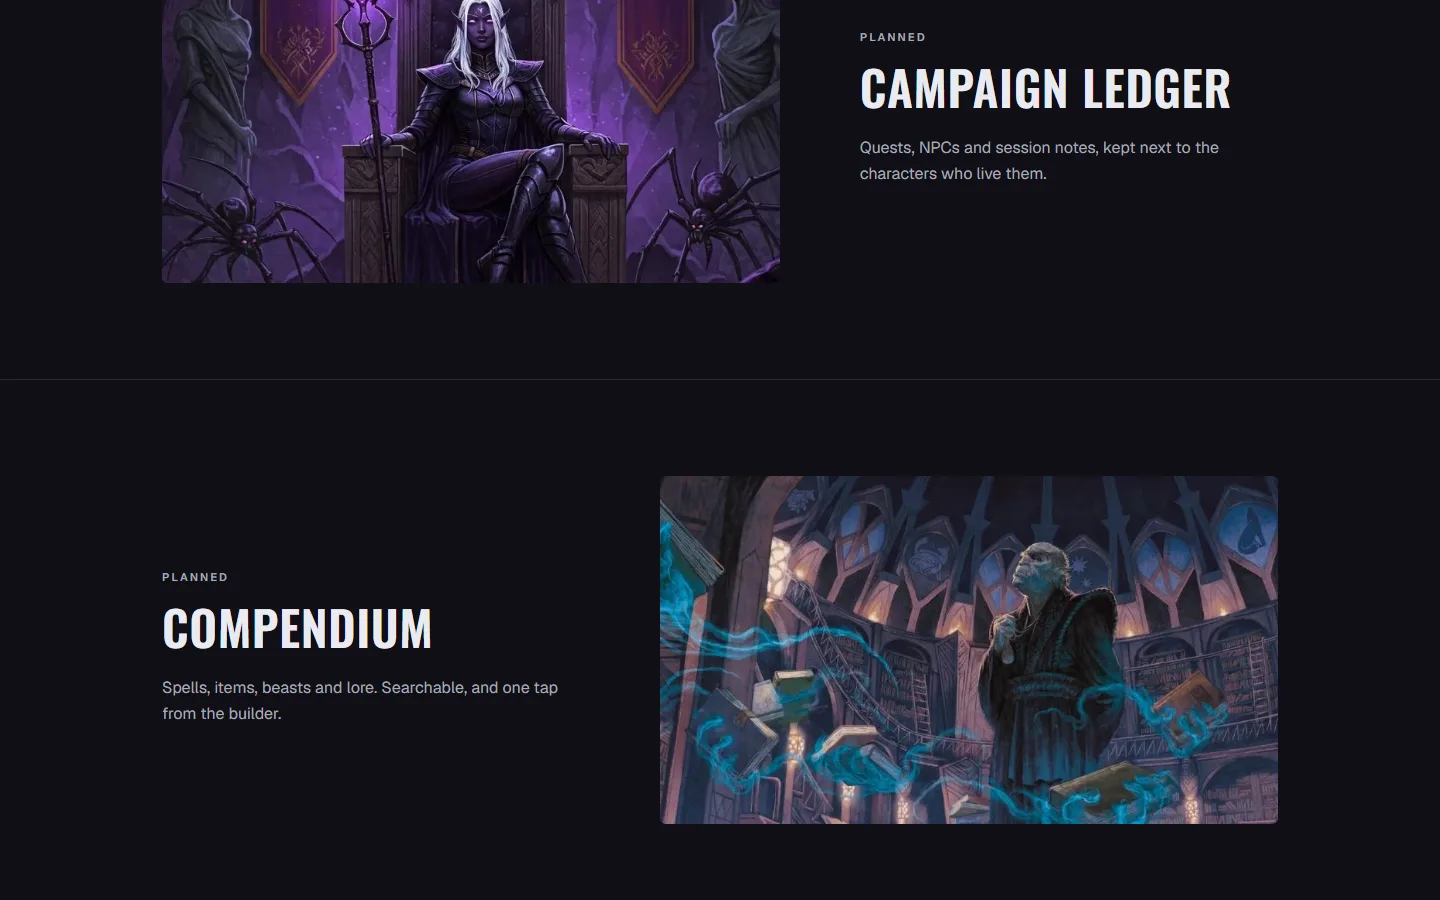 PLANNED
CAMPAIGN LEDGER
Quests, NPCs and session notes, kept next to the
characters who live them.
PLANNED
COMPENDIUM
Spells, items, beasts and lore. Searchable, and one tap
from the builder.